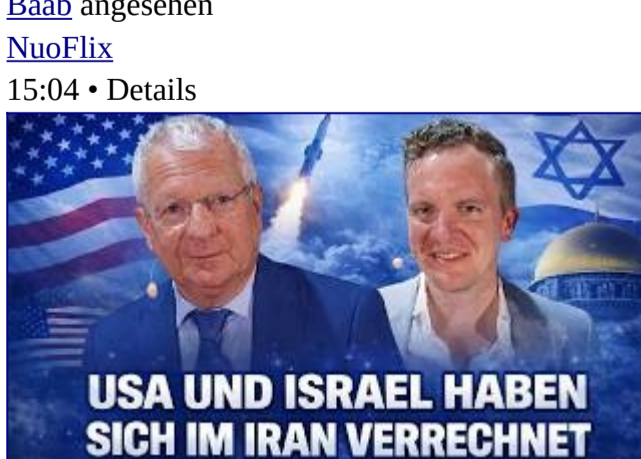 Baab angesehen
NuoFlix
15:04 • Details
USA UND ISRAEL HABEN
SICH IM IRAN VERRECHNET